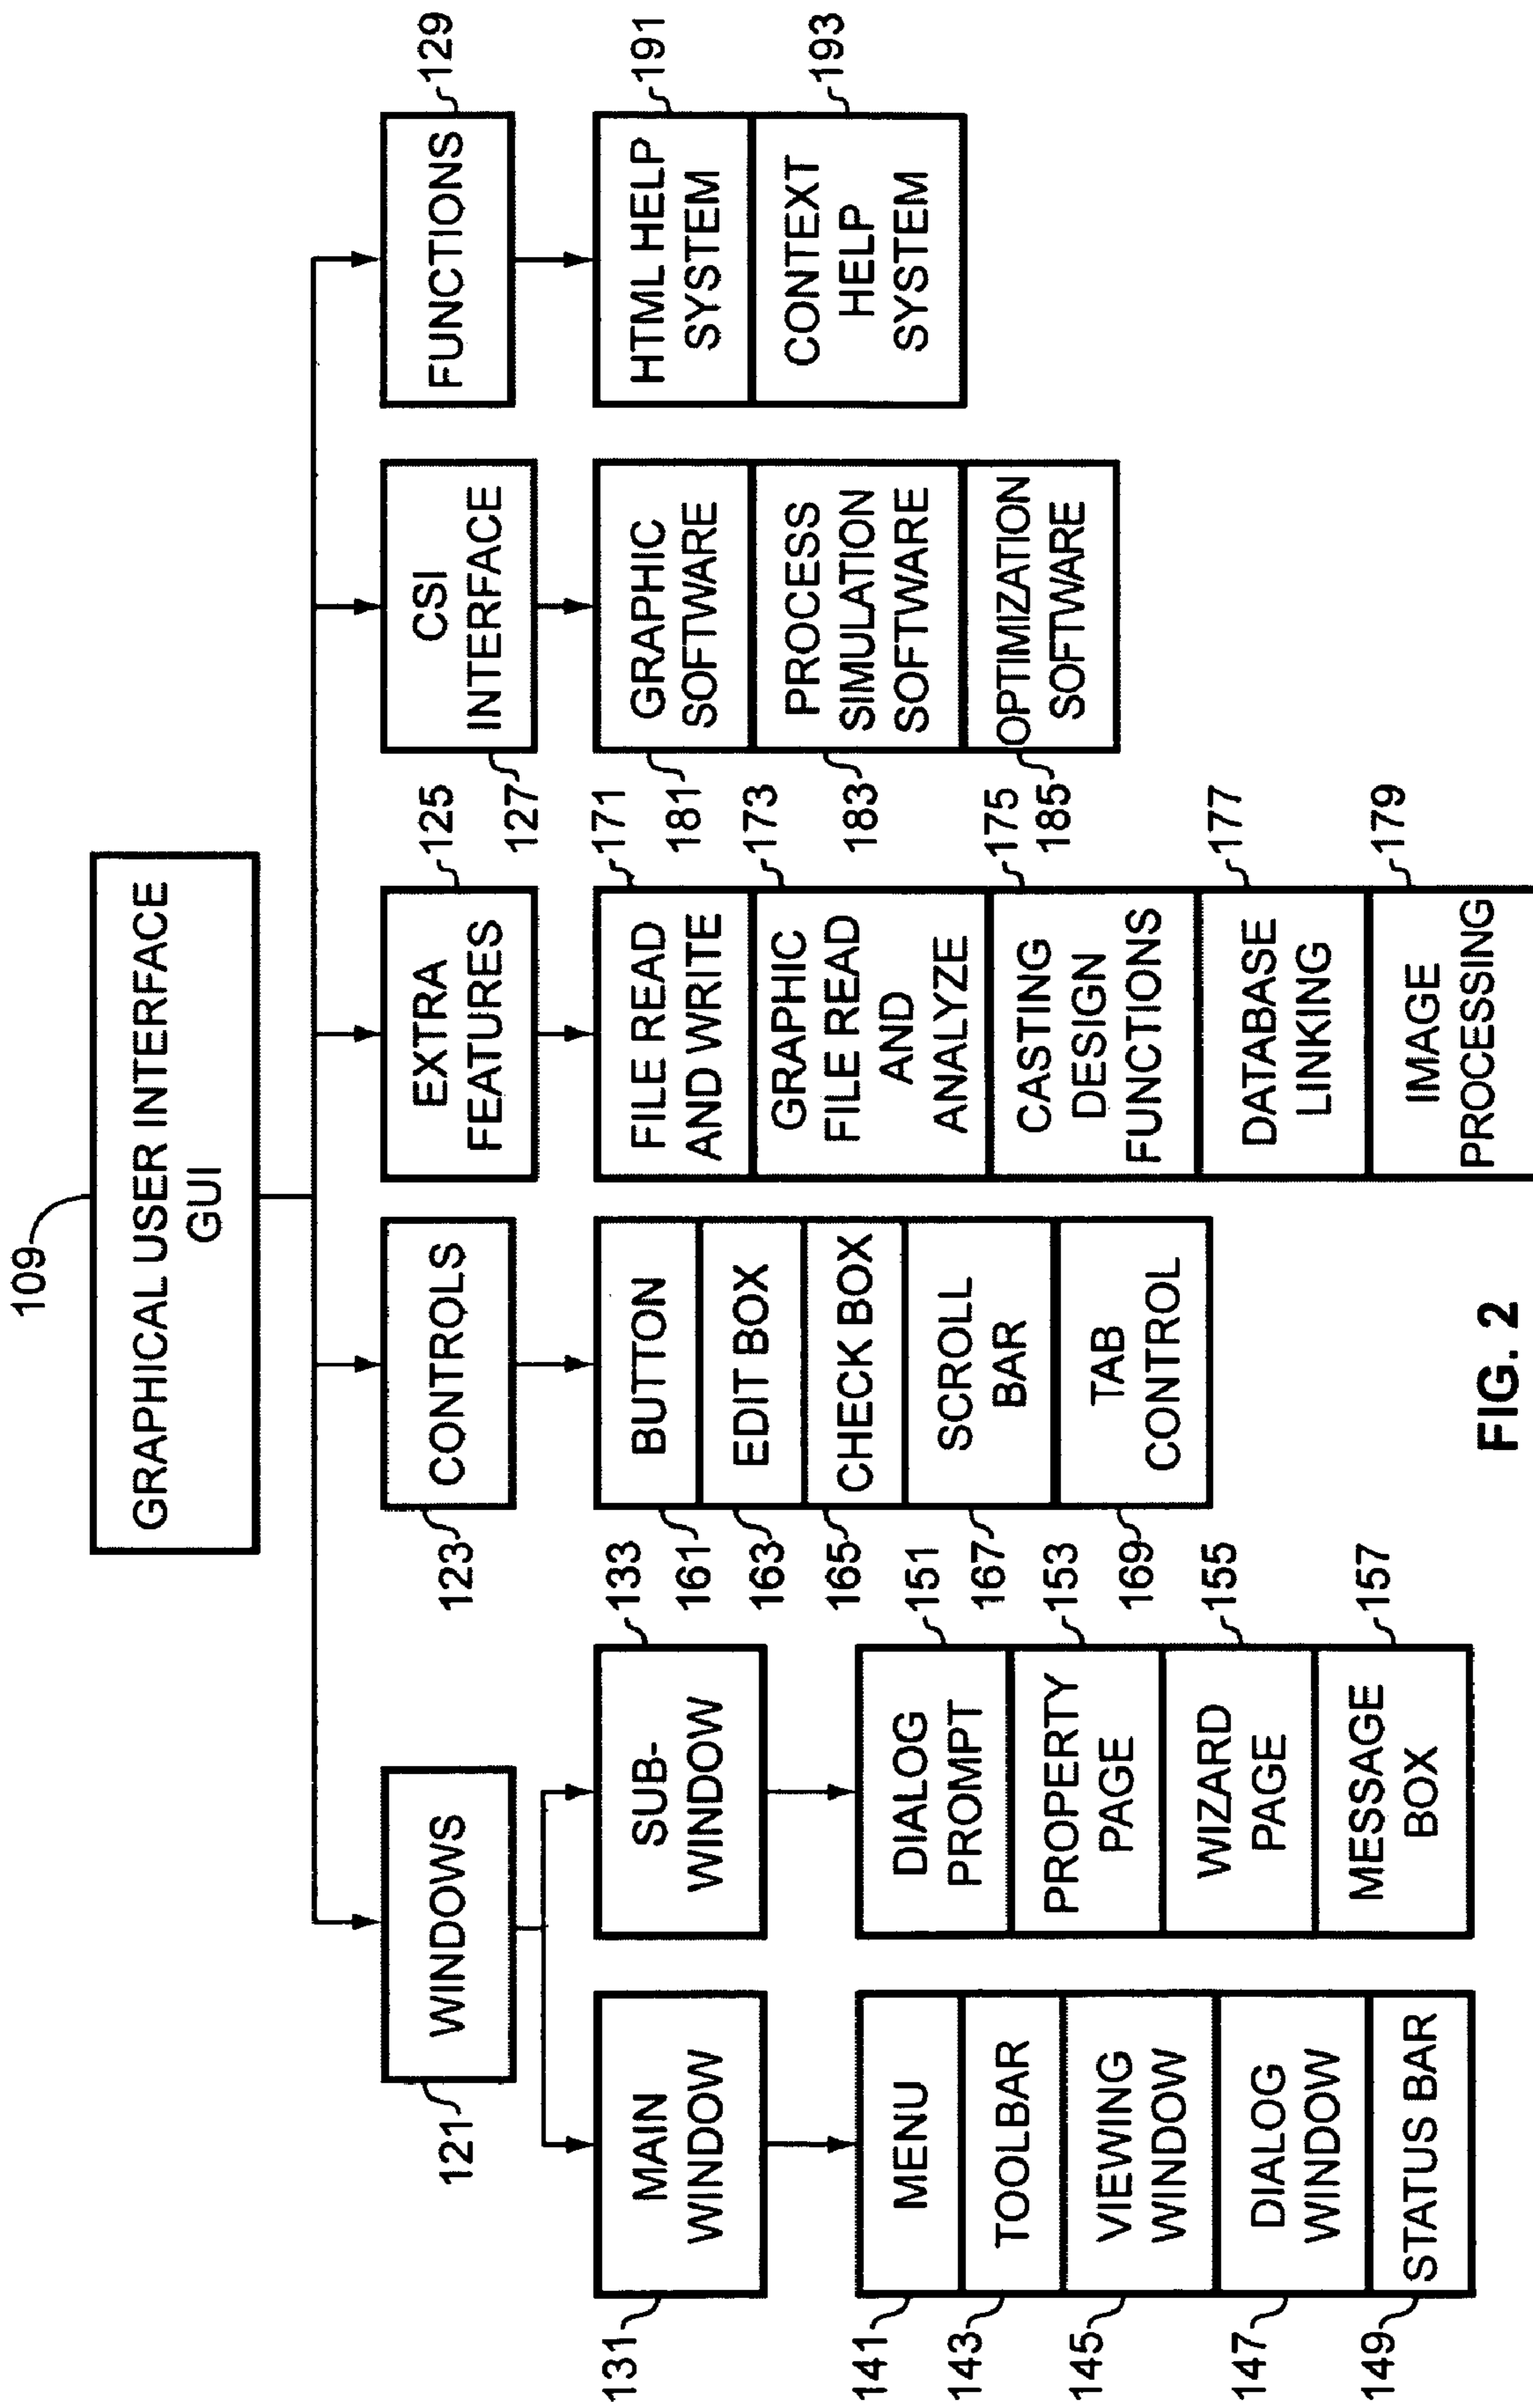 109
GRAPHICAL USER INTERFACE
GUI
121
WINDOWS
123
CONTROLS
EXTRA
FEATURES
125
CSI
INTERFACE
127
FUNCTIONS
129
131
MAIN
WINDOW
SUB-
WINDOW
133
141
MENU
143
TOOLBAR
145
VIEWING
WINDOW
147
DIALOG
WINDOW
149
STATUS BAR
DIALOG
PROMPT
151
PROPERTY
PAGE
153
WIZARD
PAGE
155
MESSAGE
BOX
157
161
BUTTON
163
EDIT BOX
165
CHECK BOX
167
SCROLL
BAR
169
TAB
CONTROL
FILE READ
AND WRITE
171
GRAPHIC
FILE READ
AND
ANALYZE
173
CASTING
DESIGN
FUNCTIONS
175
DATABASE
LINKING
177
IMAGE
PROCESSING
179
181
GRAPHIC
SOFTWARE
183
PROCESS
SIMULATION
SOFTWARE
185
OPTIMIZATION
SOFTWARE
HTML HELP
SYSTEM
191
CONTEXT
HELP
SYSTEM
193
FIG. 2